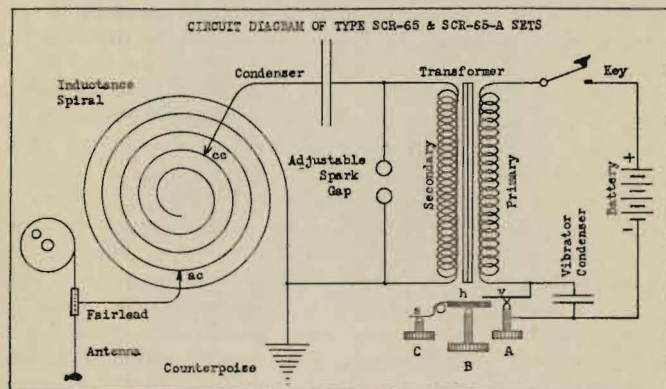 CIRCUIT DIAGRAM OF TYPE SCR-65 & SCR-65-A SETS
Inductance
Spiral
Condenser
Transformer
Key
cc
Adjustable
Spark
Gap
Secondary
Primary
+
Battery
-
ac
Fairlead
Antenna
Counterpoise
Vibrator
Condenser
h
v
s
C
B
A